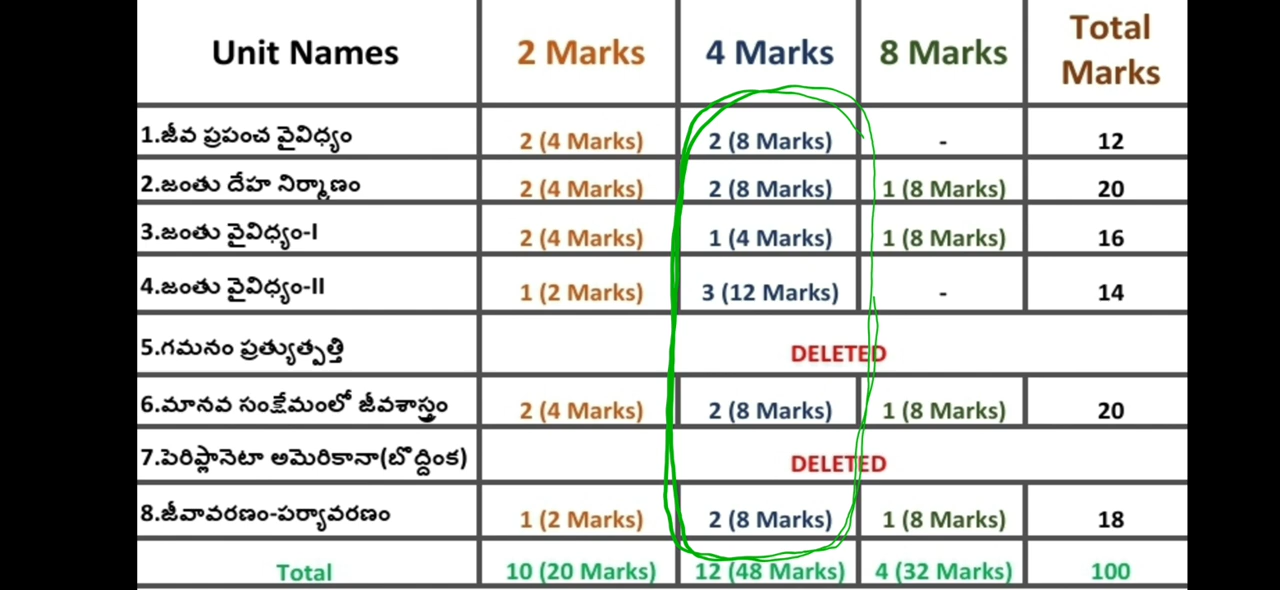 Unit Names 2 Marks 4 Marks 8 Marks Total Marks
1.జీవ ప్రపంచ వైవిధ్యం 2 (4 Marks) 2 (8 Marks) - 12
2.జంతు దేహ నిర్మాణం 2 (4 Marks) 2 (8 Marks) 1 (8 Marks) 20
3.జంతు వైవిధ్యం-I 2 (4 Marks) 1 (4 Marks) 1 (8 Marks) 16
4.జంతు వైవిధ్యం-II 1 (2 Marks) 3 (12 Marks) - 14
5.గమనం ప్రత్యుత్పత్తి DELETED
6.మానవ సంక్షేమంలో జీవశాస్త్రం 2 (4 Marks) 2 (8 Marks) 1 (8 Marks) 20
7.పెరిప్లానెటా అమెరికానా(బొద్దింక) DELETED
8.జీవావరణం-పర్యావరణం 1 (2 Marks) 2 (8 Marks) 1 (8 Marks) 18
Total 10 (20 Marks) 12 (48 Marks) 4 (32 Marks) 100